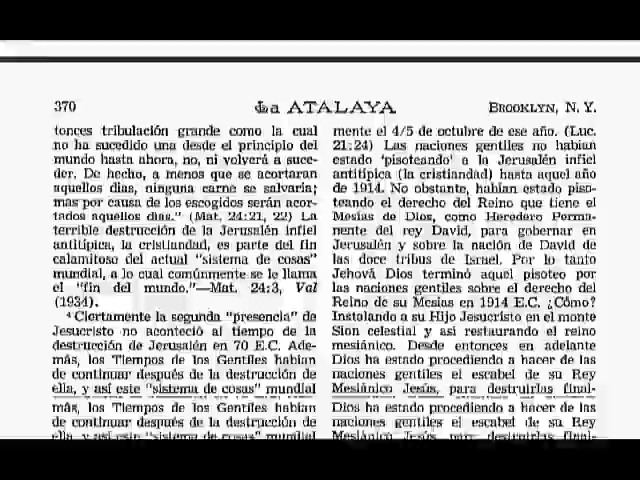 370
La ATALAYA
BROOKLYN, N. Y.
tonces tribulación grande como la cual
no ha sucedido una desde el principio del
mundo hasta ahora, no, ni volverá a suce-
der. De hecho, a menos que se acortaran
aquellos días, ninguna carne se salvaría;
mas por causa de los escogidos serán acor-
tados aquellos días." (Mat. 24:21, 22) La
terrible destrucción de la Jerusalén infiel
antitípica, la cristiandad, es parte del fin
calamitoso del actual "sistema de cosas"
mundial, a lo cual comúnmente se le llama
el "fin del mundo."—Mat. 24:3, Val
(1934).
4 Ciertamente la segunda "presencia" de
Jesucristo no aconteció al tiempo de la
destrucción de Jerusalén en 70 E.C. Ade-
más, los Tiempos de los Gentiles habían
de continuar después de la destrucción de
ella, y así este "sistema de cosas" mundial
más, los Tiempos de los Gentiles habían
de continuar después de la destrucción de
ella, y así este "sistema de cosas" mundial
mente el 4/5 de octubre de ese año. (Luc.
21:24) Las naciones gentiles no habían
estado 'pisoteando' a la Jerusalén infiel
antitípica (la cristiandad) hasta aquel año
de 1914. No obstante, habían estado piso-
teando el derecho del Reino que tiene el
Mesías de Dios, como Heredero Perma-
nente del rey David, para gobernar en
Jerusalén y sobre la nación de David de
las doce tribus de Israel. Por lo tanto
Jehová Dios terminó aquel pisoteo por
las naciones gentiles sobre el derecho del
Reino de su Mesías en 1914 E.C. ¿Cómo?
Instalando a su Hijo Jesucristo en el monte
Sion celestial y así restaurando el reino
mesiánico. Desde entonces en adelante
Dios ha estado procediendo a hacer de las
naciones gentiles el escabel de su Rey
Mesiánico Jesús, para destruirlas final-
Dios ha estado procediendo a hacer de las
naciones gentiles el escabel de su Rey
Mesiánico Jesús, para destruirlas final-